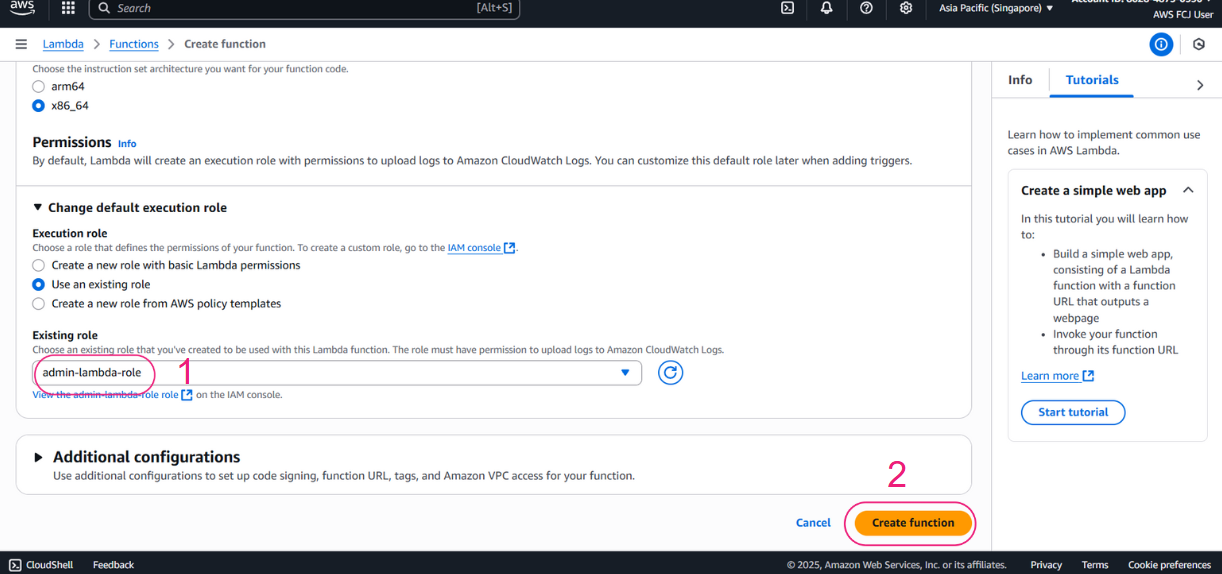 aws
Search
[Alt+S]
Asia Pacific (Singapore)
AWS FCJ User
Lambda
Functions
Create function
Choose the instruction set architecture you want for your function code.
arm64
x86_64
Permissions Info
By default, Lambda will create an execution role with permissions to upload logs to Amazon CloudWatch Logs. You can customize this default role later when adding triggers.
Change default execution role
Execution role
Choose a role that defines the permissions of your function. To create a custom role, go to the IAM console.
Create a new role with basic Lambda permissions
Use an existing role
Create a new role from AWS policy templates
Existing role
Choose an existing role that you've created to be used with this Lambda function. The role must have permission to upload logs to Amazon CloudWatch Logs.
admin-lambda-role
1
View the admin-lambda-role role on the IAM console.
Additional configurations
Use additional configurations to set up code signing, function URL, tags, and Amazon VPC access for your function.
2
Cancel
Create function
Info
Tutorials
Learn how to implement common use
cases in AWS Lambda.
Create a simple web app
In this tutorial you will learn how
to:
• Build a simple web app,
consisting of a Lambda
function with a function
URL that outputs a
webpage
• Invoke your function
through its function URL
Learn more
Start tutorial
CloudShell
Feedback
© 2025, Amazon Web Services, Inc. or its affiliates.
Privacy
Terms
Cookie preferences